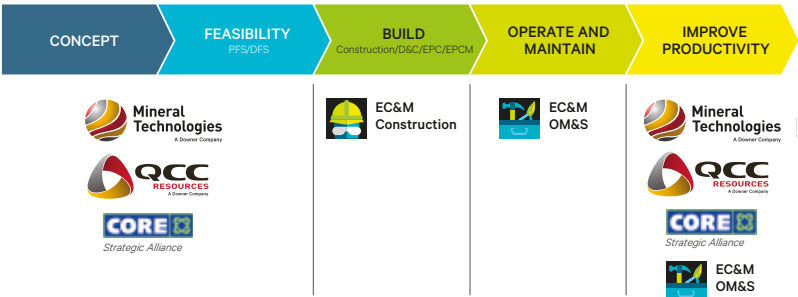 CONCEPT
FEASIBILITY
PFS/DFS
BUILD
Construction/D&C/EPC/EPCM
OPERATE AND
MAINTAIN
IMPROVE
PRODUCTIVITY
Mineral
Technologies
A Downer Company
QCC
RESOURCES
A Downer Company
CORE
Strategic Alliance
EC&M
Construction
EC&M
OM&S
Mineral
Technologies
A Downer Company
QCC
RESOURCES
A Downer Company
CORE
Strategic Alliance
EC&M
OM&S